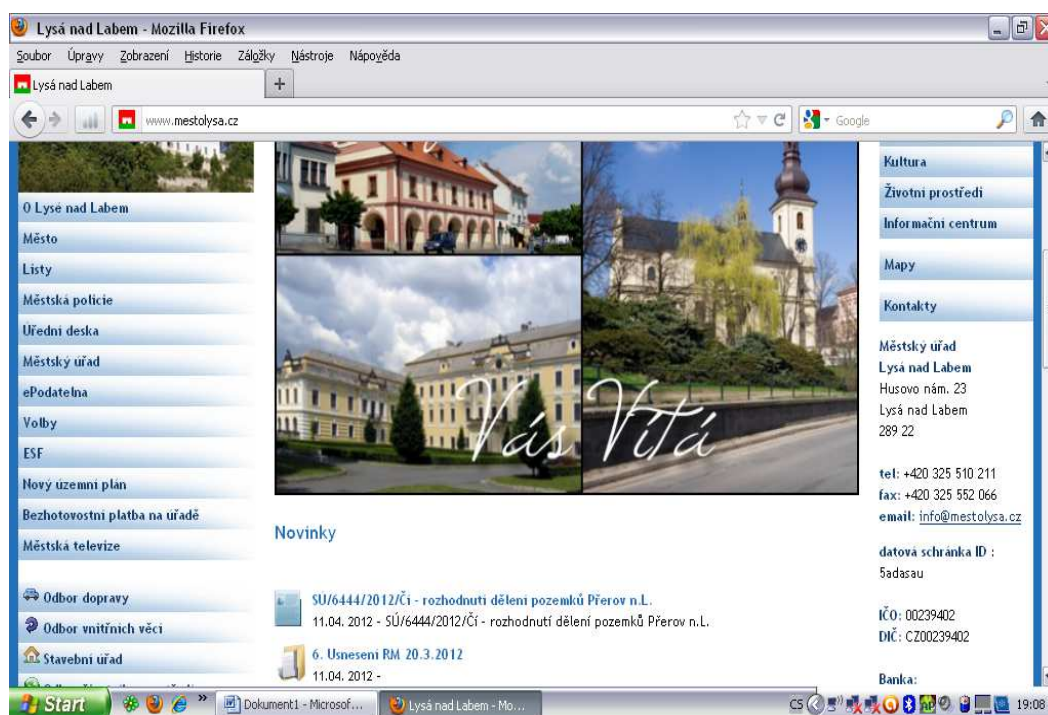 Lysá nad Labem - Mozilla Firefox
Soubor Úpravy Zobrazení Historie Záložky Nástroje Nápověda
Lysá nad Labem
www.mestolysa.cz
Google
O Lysé nad Labem
Město
Listy
Městská policie
Úřední deska
Městský úřad
ePodatelna
Volby
ESF
Nový územní plán
Bezhotovostní platba na úřadě
Městská televize
Odbor dopravy
Odbor vnitřních věcí
Stavební úřad
Vás Vítá
Novinky
SÚ/6444/2012/Čí - rozhodnutí dělení pozemků Přerov n.L.
11.04. 2012 - SÚ/6444/2012/Čí - rozhodnutí dělení pozemků Přerov n.L.
6. Usnesení RM 20.3.2012
11.04. 2012 -
Kultura
Životní prostředí
Informační centrum
Mapy
Kontakty
Městský úřad
Lysá nad Labem
Husovo nám. 23
Lysá nad Labem
289 22
tel: +420 325 510 211
fax: +420 325 552 066
email: info@mestolysa.cz
datová schránka ID :
5adasau
IČO: 00239402
DIČ: CZ00239402
Banka:
Start
Dokument1 - Microsof...
Lysá nad Labem - Mo...
CS
19:08